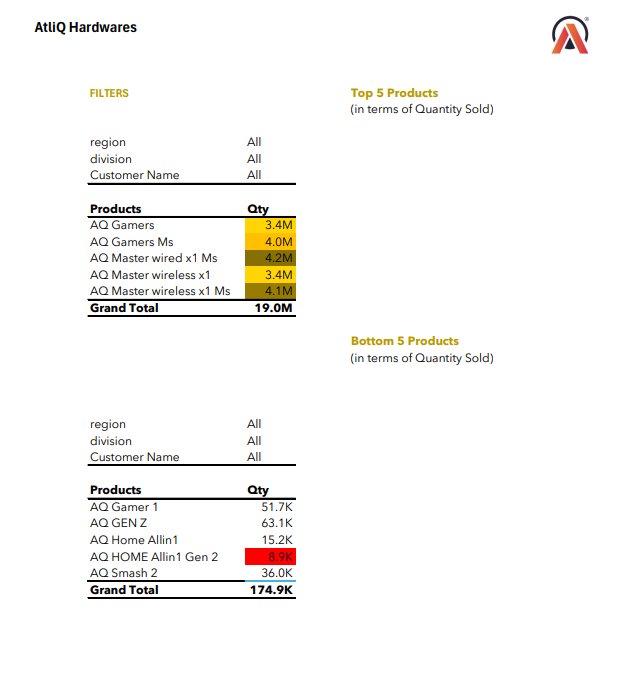 AtliQ Hardwares
FILTERS
Top 5 Products
(in terms of Quantity Sold)
region All
division All
Customer Name All
Products Qty
AQ Gamers 3.4M
AQ Gamers Ms 4.0M
AQ Master wired x1 Ms 4.2M
AQ Master wireless x1 3.4M
AQ Master wireless x1 Ms 4.1M
Grand Total 19.0M
Bottom 5 Products
(in terms of Quantity Sold)
region All
division All
Customer Name All
Products Qty
AQ Gamer 1 51.7K
AQ GEN Z 63.1K
AQ Home Allin1 15.2K
AQ HOME Allin1 Gen 2 8.9K
AQ Smash 2 36.0K
Grand Total 174.9K